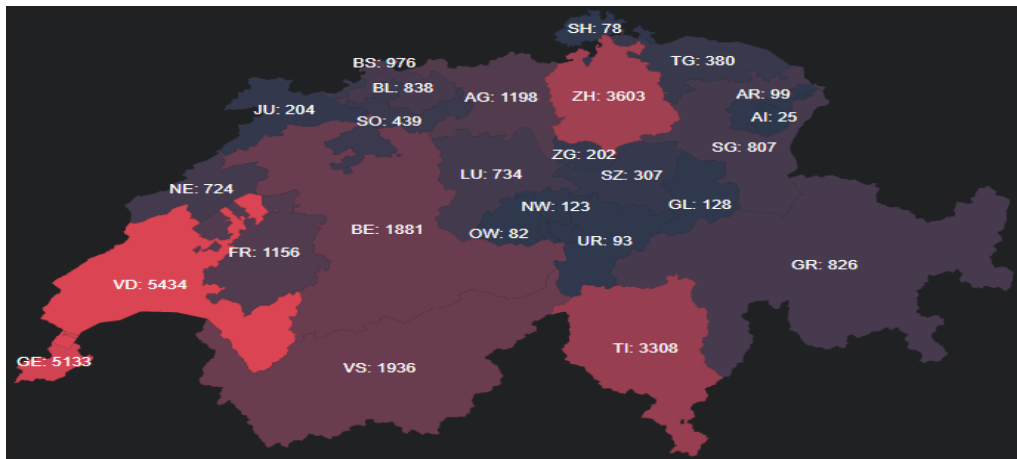 SH: 78
BS: 976
TG: 380
BL: 838
AG: 1198
ZH: 3603
AR: 99
JU: 204
SO: 439
AI: 25
SG: 807
ZG: 202
LU: 734
SZ: 307
NE: 724
NW: 123
GL: 128
BE: 1881
OW: 82
UR: 93
FR: 1156
GR: 826
VD: 5434
TI: 3308
GE: 5133
VS: 1936